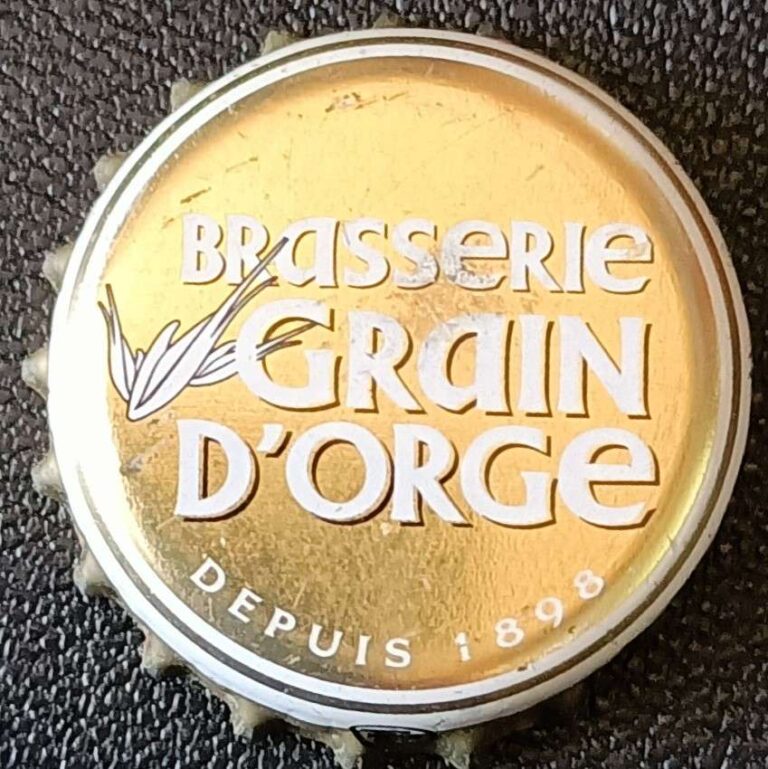 BRASSERIE
GRAIN
D'ORGE
DEPUIS 1898